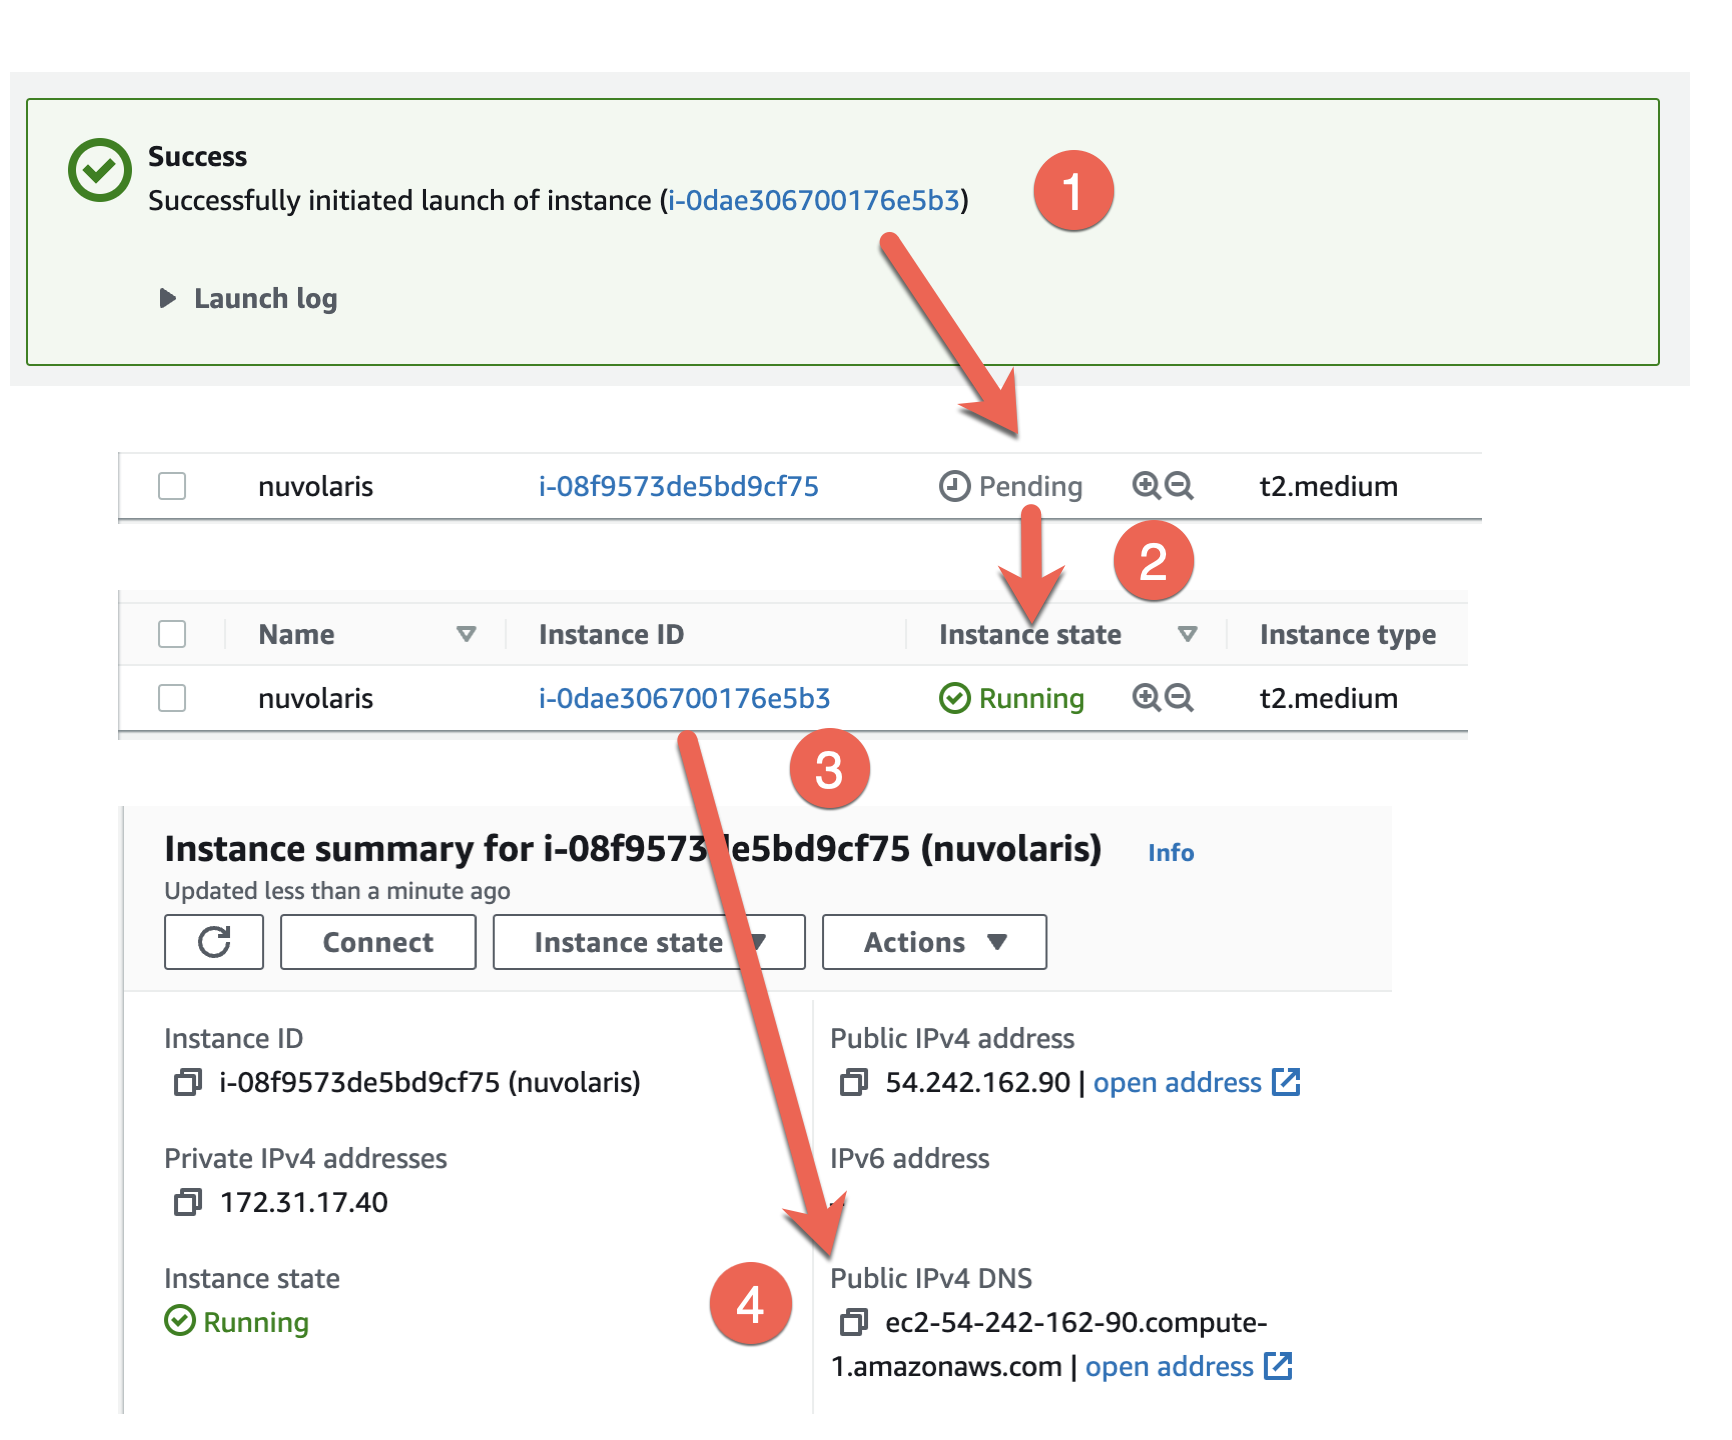 Success
Successfully initiated launch of instance (i-0dae306700176e5b3)
1
Launch log
nuvolaris i-08f9573de5bd9cf75 Pending t2.medium
2
Name Instance ID Instance state Instance type
nuvolaris i-0dae306700176e5b3 Running t2.medium
3
Instance summary for i-08f9573de5bd9cf75 (nuvolaris) Info
Updated less than a minute ago
Connect Instance state Actions
Instance ID Public IPv4 address
i-08f9573de5bd9cf75 (nuvolaris) 54.242.162.90 | open address
Private IPv4 addresses IPv6 address
172.31.17.40 –
Instance state Public IPv4 DNS
4
Running ec2-54-242-162-90.compute-
1.amazonaws.com | open address